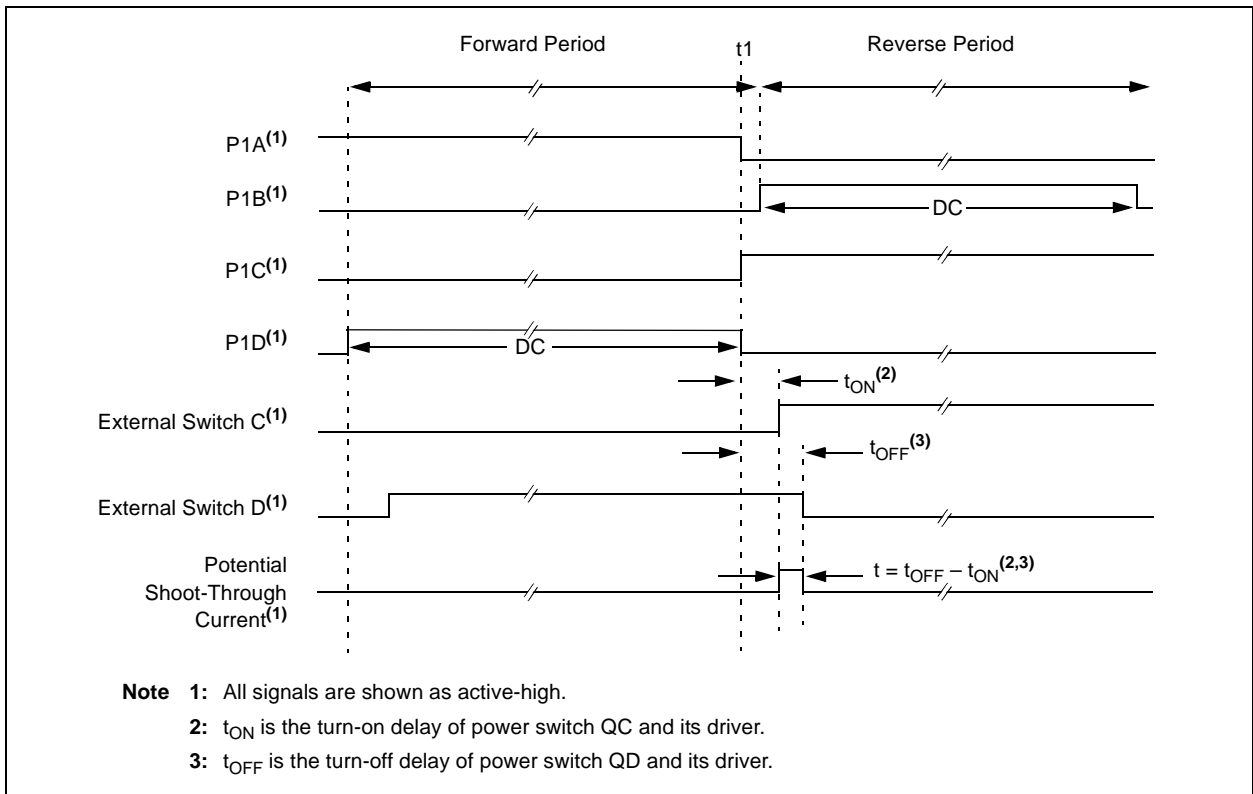 Forward Period
t1
Reverse Period
P1A(1)
P1B(1)
DC
P1C(1)
P1D(1)
DC
tON(2)
External Switch C(1)
tOFF(3)
External Switch D(1)
Potential
Shoot-Through
Current(1)
t = tOFF – tON(2,3)
Note 1: All signals are shown as active-high.
2: tON is the turn-on delay of power switch QC and its driver.
3: tOFF is the turn-off delay of power switch QD and its driver.